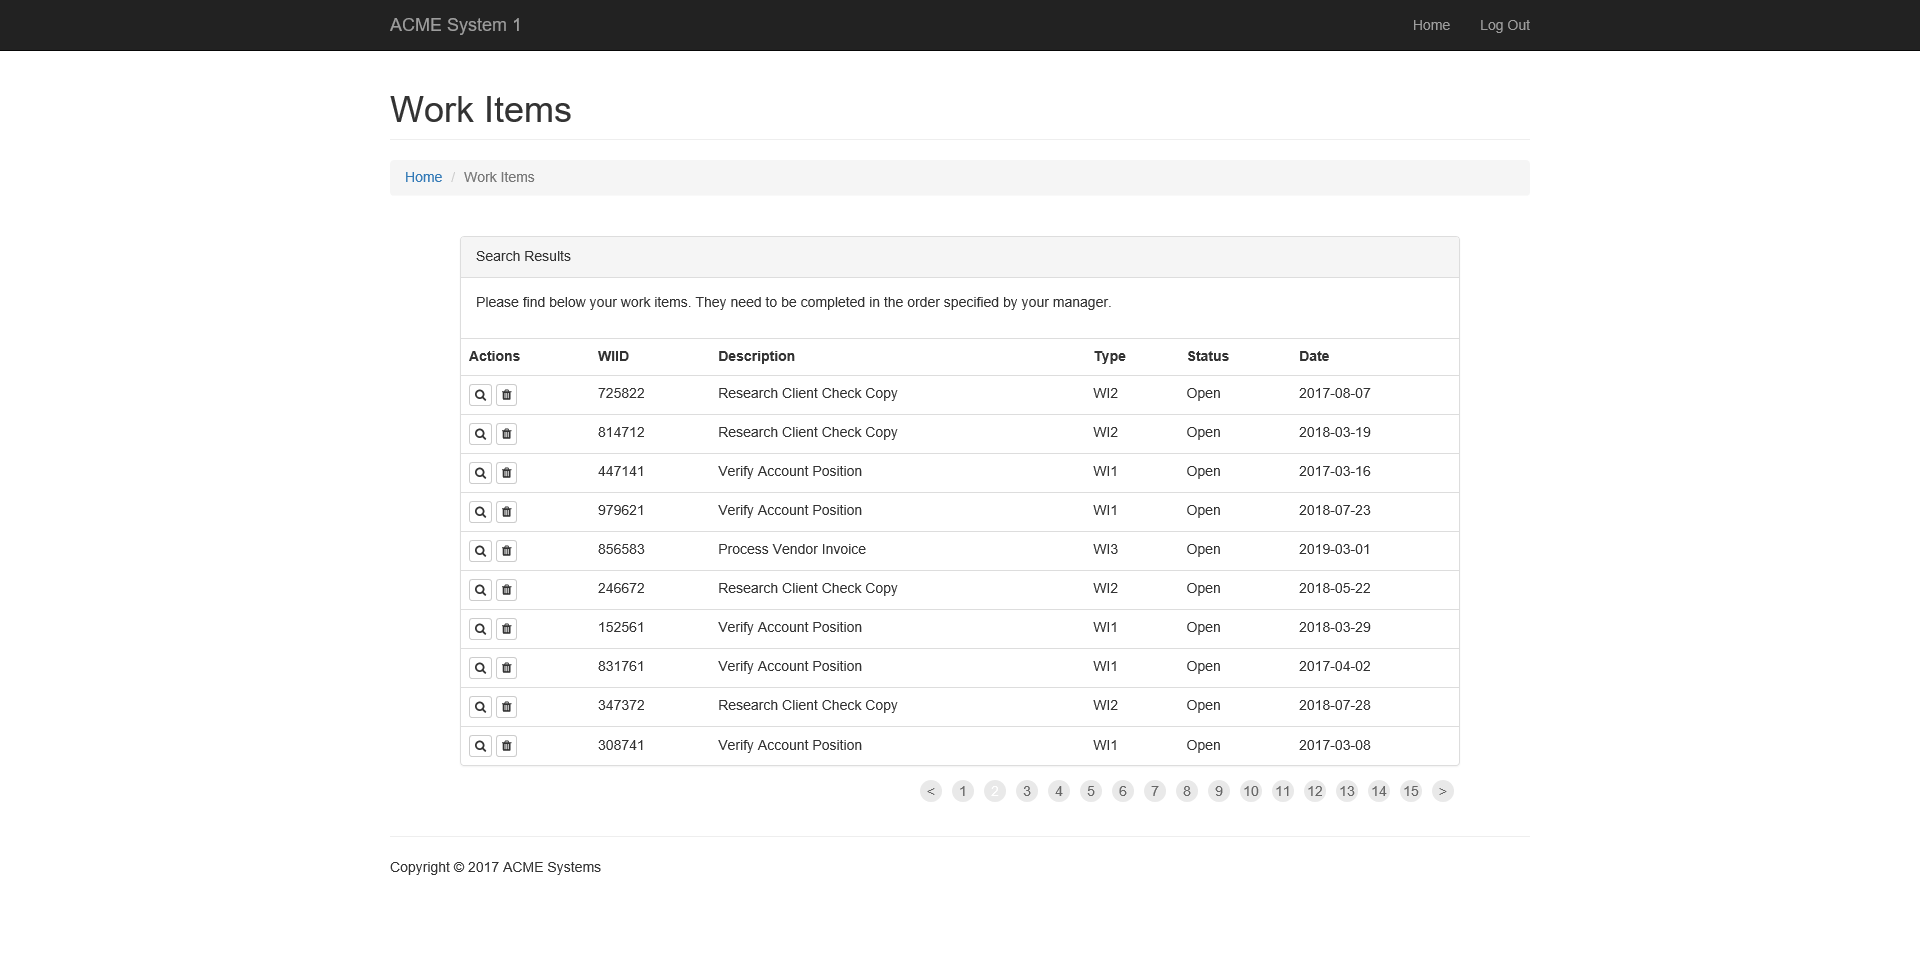 ACME System 1 Home Log Out
Work Items
Home / Work Items
Search Results
Please find below your work items. They need to be completed in the order specified by your manager.
Actions WIID Description Type Status Date
725822 Research Client Check Copy WI2 Open 2017-08-07
814712 Research Client Check Copy WI2 Open 2018-03-19
447141 Verify Account Position WI1 Open 2017-03-16
979621 Verify Account Position WI1 Open 2018-07-23
856583 Process Vendor Invoice WI3 Open 2019-03-01
246672 Research Client Check Copy WI2 Open 2018-05-22
152561 Verify Account Position WI1 Open 2018-03-29
831761 Verify Account Position WI1 Open 2017-04-02
347372 Research Client Check Copy WI2 Open 2018-07-28
308741 Verify Account Position WI1 Open 2017-03-08
< 1 2 3 4 5 6 7 8 9 10 11 12 13 14 15 >
Copyright © 2017 ACME Systems